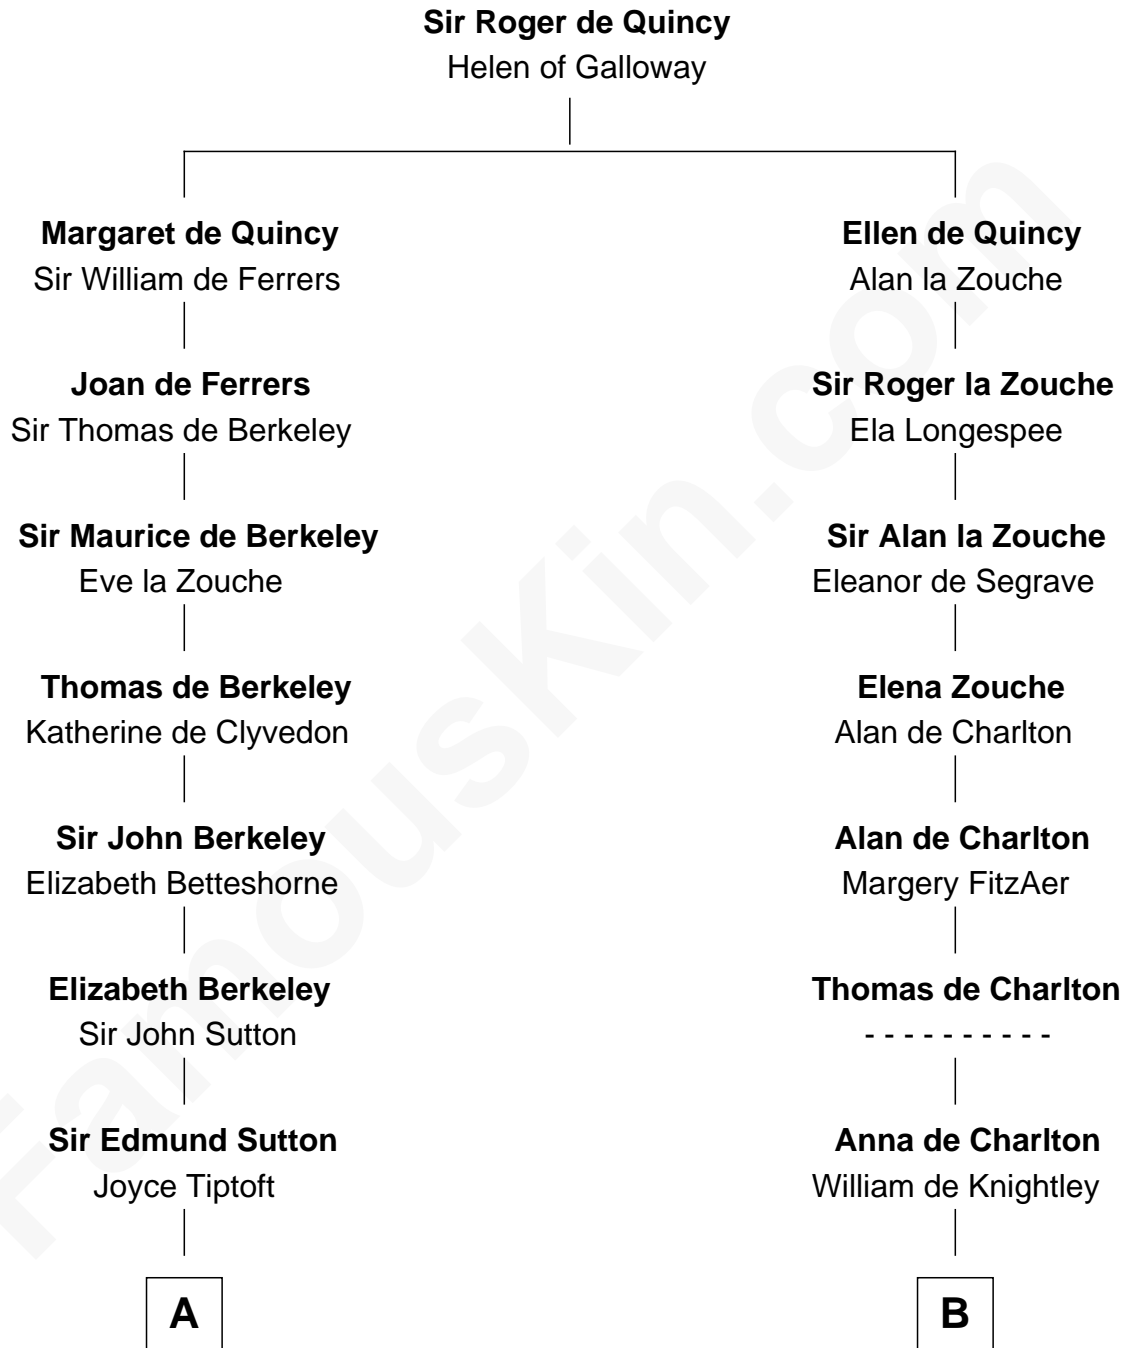 Sir Roger de Quincy
Helen of Galloway
Margaret de Quincy
Sir William de Ferrers
Ellen de Quincy
Alan la Zouche
Joan de Ferrers
Sir Thomas de Berkeley
Sir Roger la Zouche
Ela Longespee
Sir Maurice de Berkeley
Eve la Zouche
Sir Alan la Zouche
Eleanor de Segrave
Thomas de Berkeley
Katherine de Clyvedon
Elena Zouche
Alan de Charlton
Sir John Berkeley
Elizabeth Betteshorne
Alan de Charlton
Margery FitzAer
Elizabeth Berkeley
Sir John Sutton
Thomas de Charlton
- - - - - - - - - -
Sir Edmund Sutton
Joyce Tiptoft
Anna de Charlton
William de Knightley
A
B
FamousKin.com